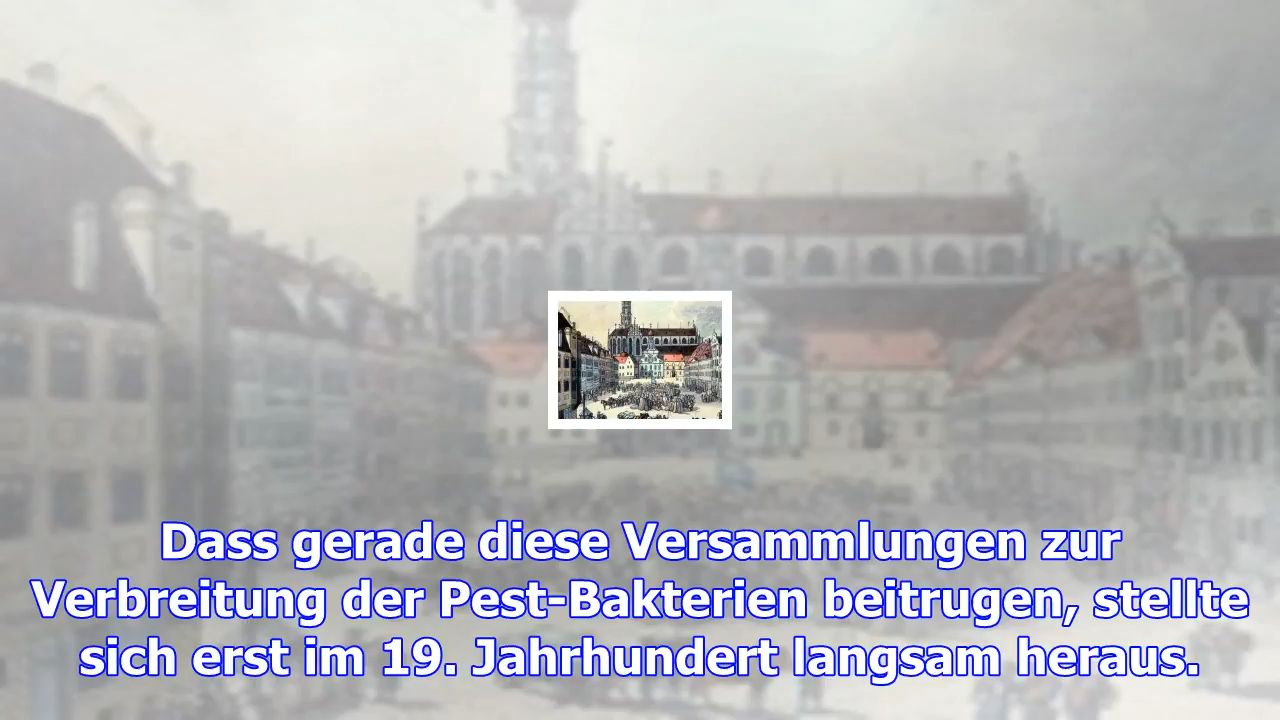 Dass gerade diese Versammlungen zur
Verbreitung der Pest-Bakterien beitrugen, stellte
sich erst im 19. Jahrhundert langsam heraus.